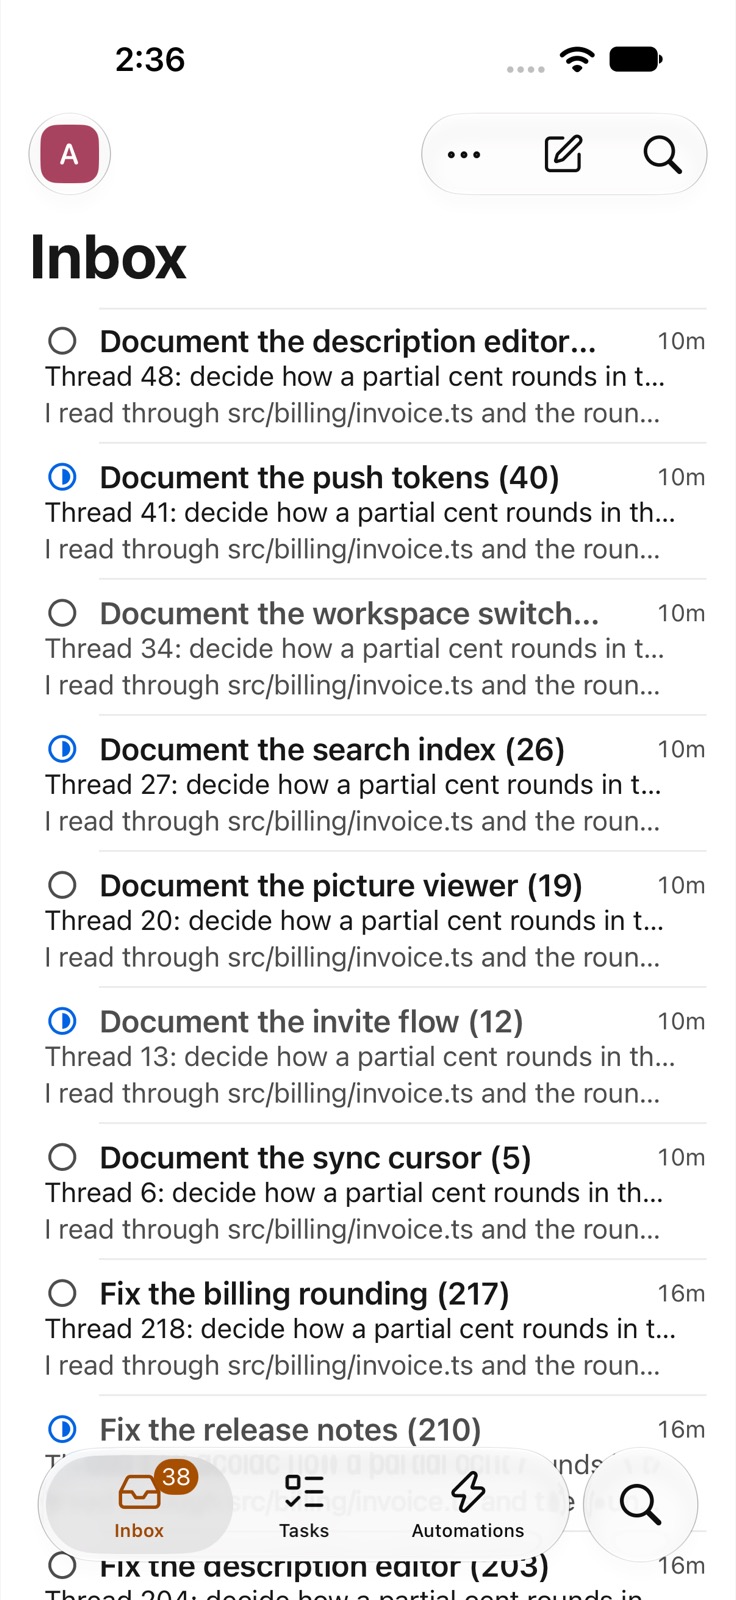 2:36
A
Inbox
Document the description editor... 10m
Thread 48: decide how a partial cent rounds in t...
I read through src/billing/invoice.ts and the roun...
Document the push tokens (40) 10m
Thread 41: decide how a partial cent rounds in th...
I read through src/billing/invoice.ts and the roun...
Document the workspace switch... 10m
Thread 34: decide how a partial cent rounds in t...
I read through src/billing/invoice.ts and the roun...
Document the search index (26) 10m
Thread 27: decide how a partial cent rounds in t...
I read through src/billing/invoice.ts and the roun...
Document the picture viewer (19) 10m
Thread 20: decide how a partial cent rounds in t...
I read through src/billing/invoice.ts and the roun...
Document the invite flow (12) 10m
Thread 13: decide how a partial cent rounds in th...
I read through src/billing/invoice.ts and the roun...
Document the sync cursor (5) 10m
Thread 6: decide how a partial cent rounds in th...
I read through src/billing/invoice.ts and the roun...
Fix the billing rounding (217) 16m
Thread 218: decide how a partial cent rounds in t...
I read through src/billing/invoice.ts and the roun...
Fix the release notes (210) 16m
38
Inbox Tasks Automations
Fix the description editor (203) 16m
Thread 204: decide how a partial cent rounds in